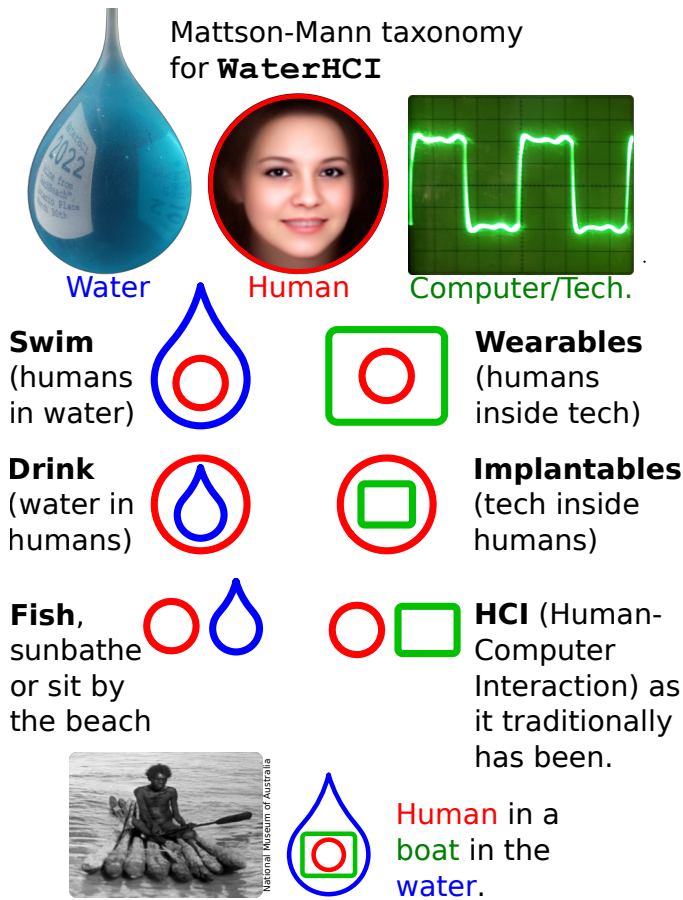 Mattson-Mann taxonomy
for WaterHCI
2022
Water
Human
Computer/Tech.
Swim
(humans
in water)
Wearables
(humans
inside tech)
Drink
(water in
humans)
Implantables
(tech inside
humans)
Fish,
sunbathe
or sit by
the beach
HCI (Human-
Computer
Interaction) as
it traditionally
has been.
National Museum of Australia
Human in a
boat in the
water.